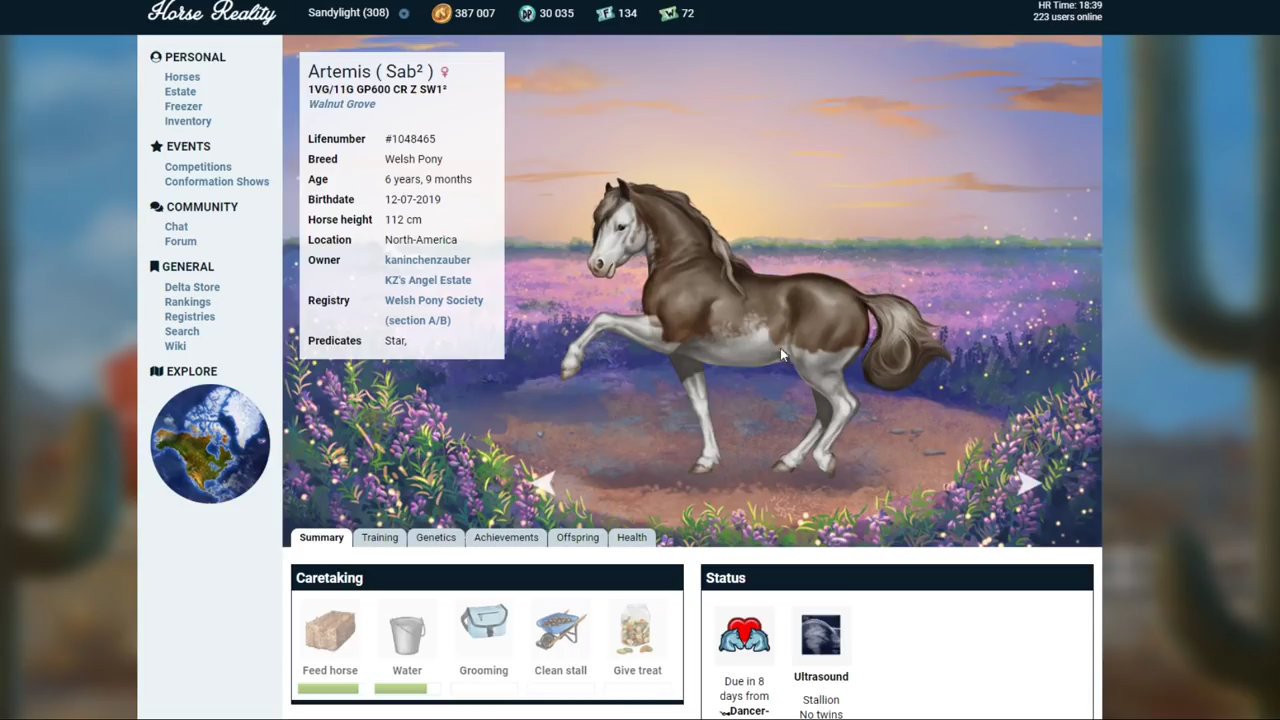 Horse Reality
Sandylight (308) 387 007 30 035 134 72
HR Time: 18:39
223 users online
PERSONAL
Horses
Estate
Freezer
Inventory
EVENTS
Competitions
Conformation Shows
COMMUNITY
Chat
Forum
GENERAL
Delta Store
Rankings
Registries
Search
Wiki
EXPLORE
Artemis ( Sab² ) ♀
1VG/11G GP600 CR Z SW1²
Walnut Grove
Lifenumber #1048465
Breed Welsh Pony
Age 6 years, 9 months
Birthdate 12-07-2019
Horse height 112 cm
Location North-America
Owner kaninchenzauber
KZ's Angel Estate
Registry Welsh Pony Society
(section A/B)
Predicates Star,
Summary Training Genetics Achievements Offspring Health
Caretaking
Feed horse Water Grooming Clean stall Give treat
Status
Due in 8
days from
Dancer-
Ultrasound
Stallion
No twins